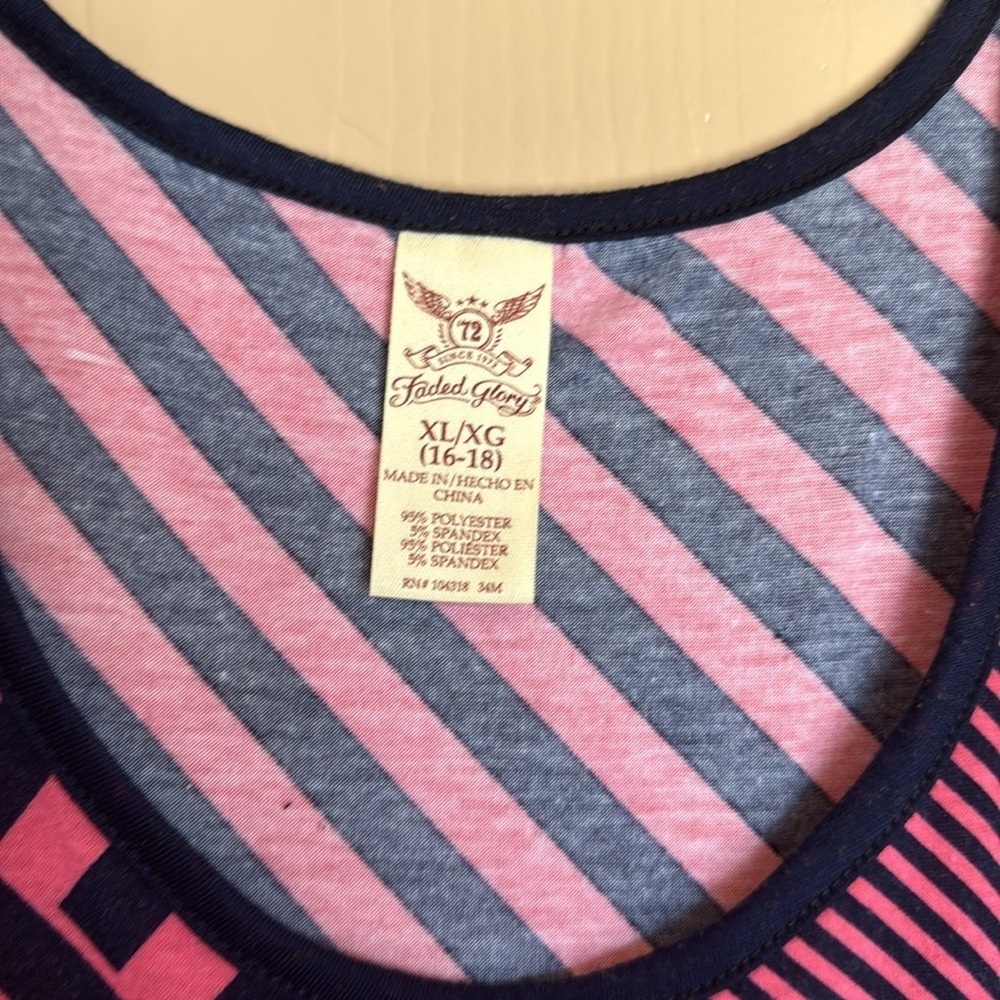 '72
SINCE 1972
Faded Glory
XL/XG
(16-18)
MADE IN/HECHO EN
CHINA
95% POLYESTER
5% SPANDEX
95% POLIÉSTER
5% SPANDEX
RN# 104318 34M